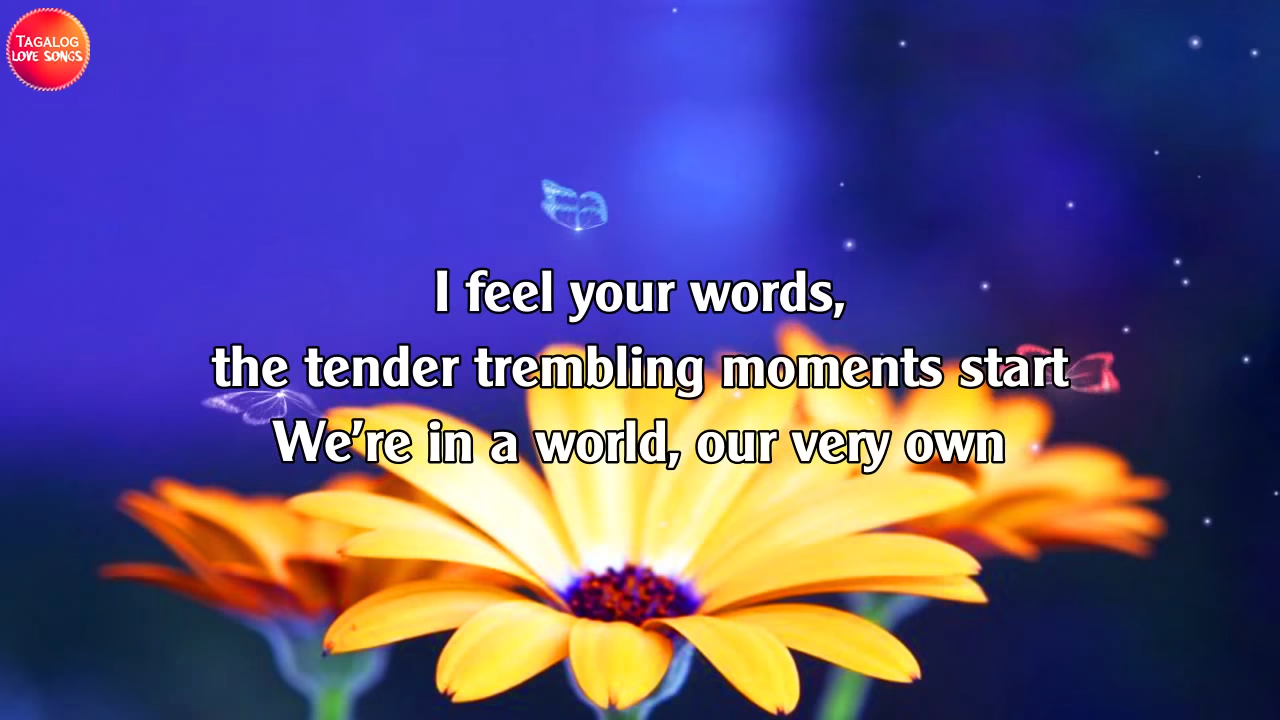 TAGALOG
LOVE SONGS
I feel your words,
the tender trembling moments start
We're in a world, our very own